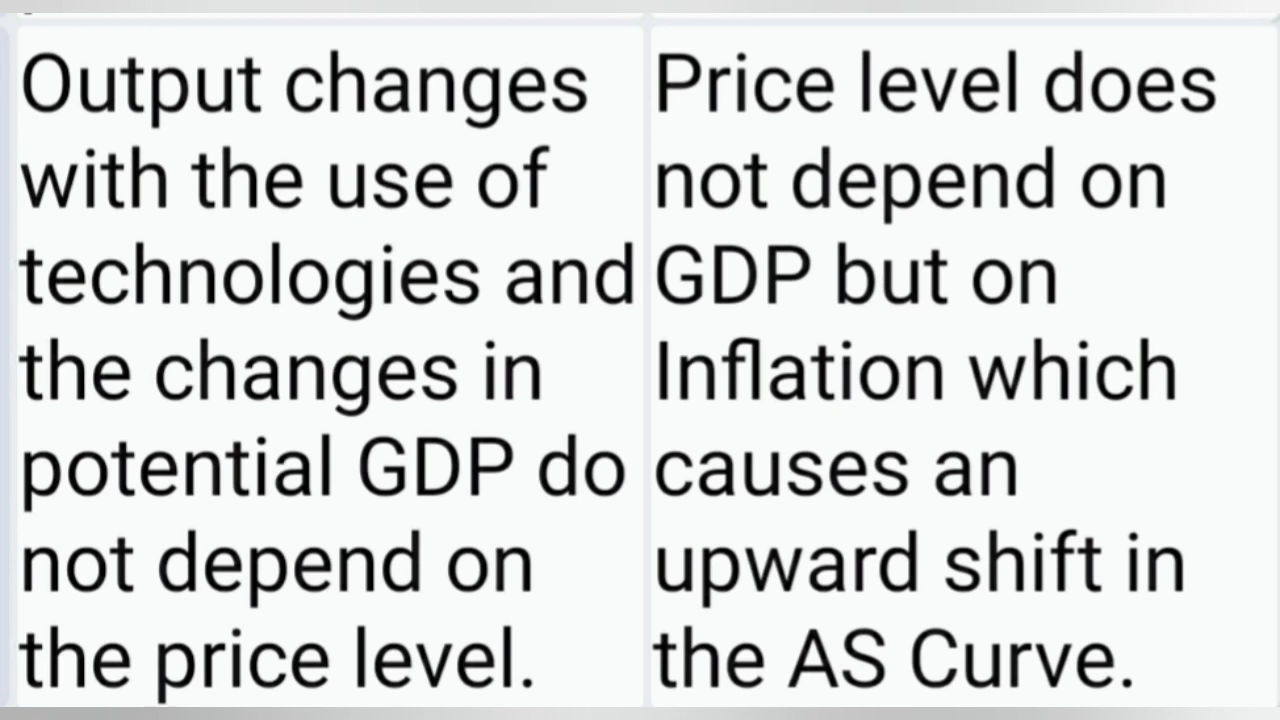 Output changes
with the use of
technologies and
the changes in
potential GDP do
not depend on
the price level.
Price level does
not depend on
GDP but on
Inflation which
causes an
upward shift in
the AS Curve.